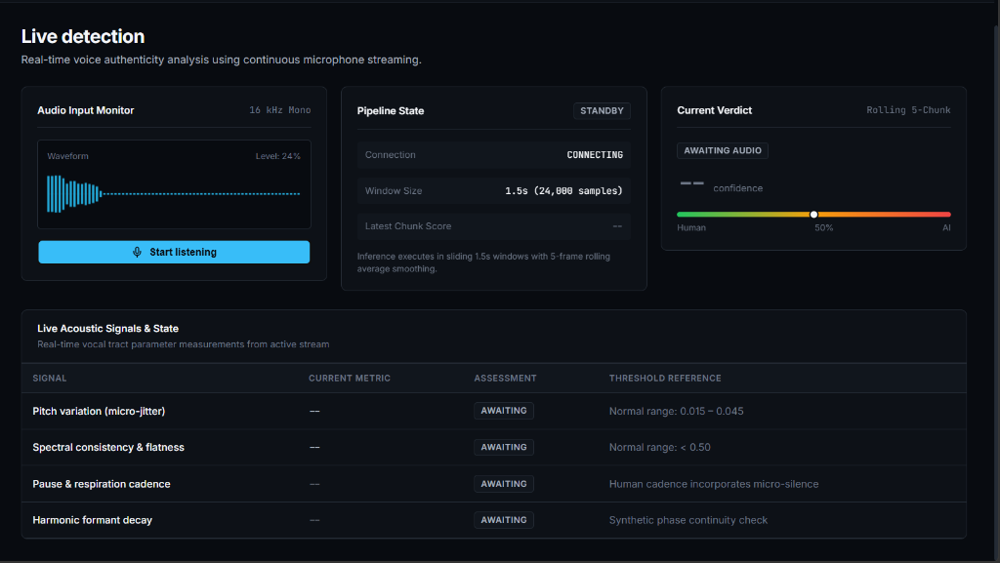 Live detection
Real-time voice authenticity analysis using continuous microphone streaming.
Audio Input Monitor
16 kHz Mono
Waveform
Level: 24%
Start listening
Pipeline State
STANDBY
Connection
CONNECTING
Window Size
1.5s (24,000 samples)
Latest Chunk Score
--
Inference executes in sliding 1.5s windows with 5-frame rolling
average smoothing.
Current Verdict
Rolling 5-Chunk
AWAITING AUDIO
-- confidence
Human
50%
AI
Live Acoustic Signals & State
Real-time vocal tract parameter measurements from active stream
SIGNAL CURRENT METRIC ASSESSMENT THRESHOLD REFERENCE
Pitch variation (micro-jitter) -- AWAITING Normal range: 0.015 – 0.045
Spectral consistency & flatness -- AWAITING Normal range: < 0.50
Pause & respiration cadence -- AWAITING Human cadence incorporates micro-silence
Harmonic formant decay -- AWAITING Synthetic phase continuity check